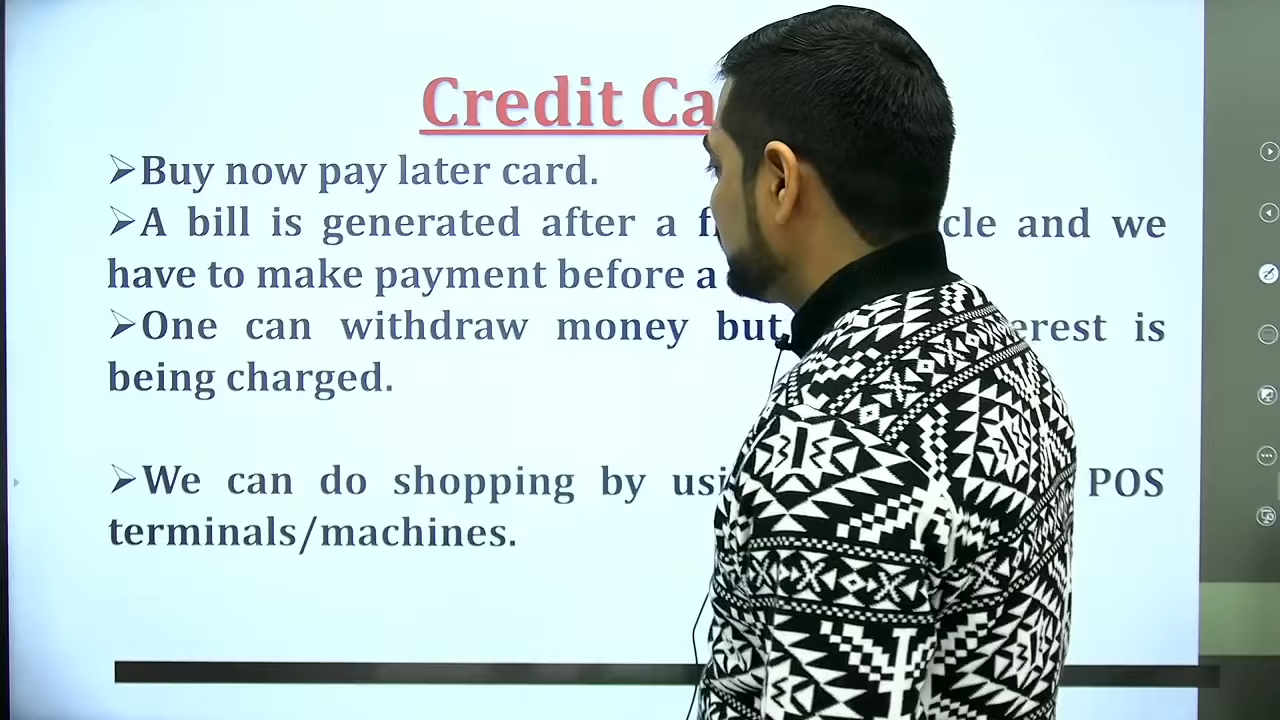 Credit Ca
➢Buy now pay later card.
➢A bill is generated after a cle and we
have to make payment before a
➢One can withdraw money but erest is
being charged.
➢We can do shopping by usi POS
terminals/machines.